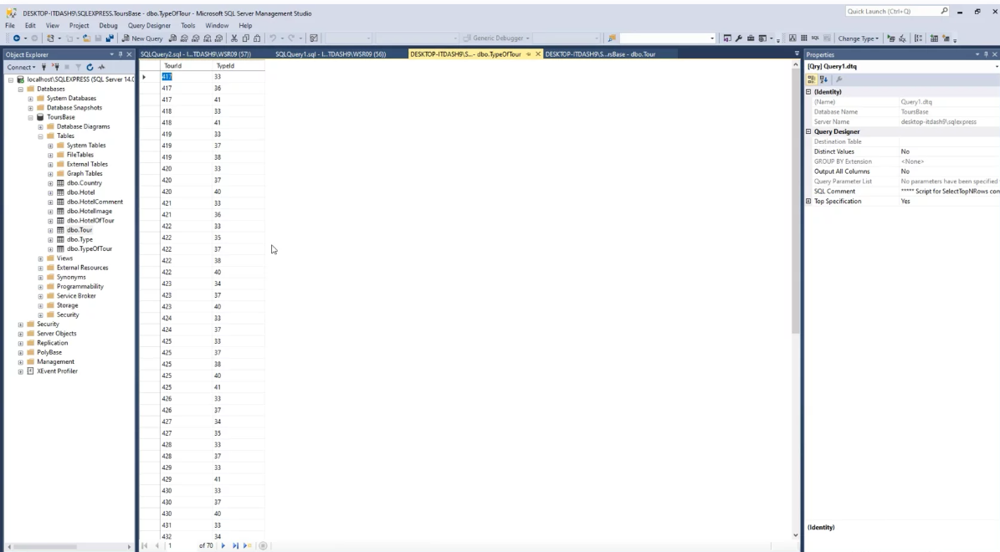 DESKTOP-ITDASH9\SQLEXPRESS.ToursBase - dbo.TypeOfTour - Microsoft SQL Server Management Studio
Quick Launch (Ctrl+Q)
File Edit View Project Debug Query Designer Tools Window Help
New Query Generic Debugger Change Type
Object Explorer
SQLQuery2.sql - l...TDASH9\WSR09 (57)) SQLQuery1.sql - l...TDASH9\WSR09 (56)) DESKTOP-ITDASH9\S...- dbo.TypeOfTour DESKTOP-ITDASH9\S...rsBase - dbo.Tour
Properties
Connect
localhost\SQLEXPRESS (SQL Server 14.0
Databases
System Databases
Database Snapshots
ToursBase
Database Diagrams
Tables
System Tables
FileTables
External Tables
Graph Tables
dbo.Country
dbo.Hotel
dbo.HotelComment
dbo.HotelImage
dbo.HotelOfTour
dbo.Tour
dbo.Type
dbo.TypeOfTour
Views
External Resources
Synonyms
Programmability
Service Broker
Storage
Security
Security
Server Objects
Replication
PolyBase
Management
XEvent Profiler
TourId TypeId
417 33
417 36
417 41
418 33
418 41
419 33
419 37
419 38
420 33
420 37
420 40
421 33
421 36
422 33
422 35
422 37
422 38
422 40
423 34
423 37
423 40
424 33
424 37
425 33
425 37
425 38
425 40
425 41
426 33
426 37
427 34
427 35
428 33
428 37
429 33
429 41
430 33
430 37
430 40
431 33
432 34
1 of 70
[Qry] Query1.dtq
(Identity)
(Name) Query1.dtq
Database Name ToursBase
Server Name desktop-itdash9\sqlexpress
Query Designer
Destination Table
Distinct Values No
GROUP BY Extension <None>
Output All Columns No
Query Parameter List No parameters have been specified
SQL Comment ***** Script for SelectTopNRows con
Top Specification Yes
(Identity)